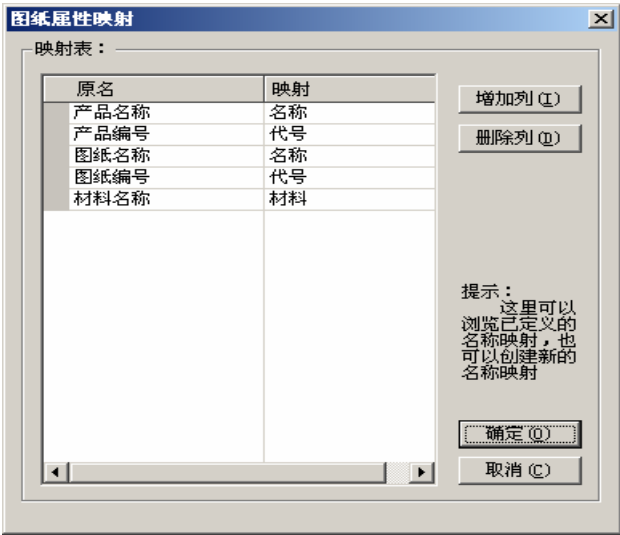 图纸属性映射
映射表：
原名 映射
产品名称 名称
产品编号 代号
图纸名称 名称
图纸编号 代号
材料名称 材料
增加列(I)
删除列(D)
提示：
这里可以
浏览已定义的
名称映射，也
可以创建新的
名称映射
确定(O)
取消(C)